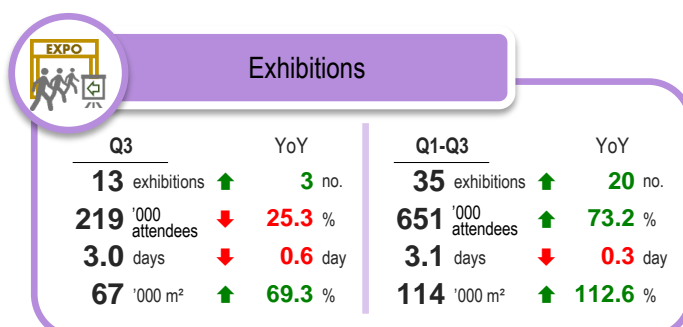 EXPO
Exhibitions
Q3 YoY
13 exhibitions 3 no.
219 '000 attendees 25.3 %
3.0 days 0.6 day
67 '000 m² 69.3 %
Q1-Q3 YoY
35 exhibitions 20 no.
651 '000 attendees 73.2 %
3.1 days 0.3 day
114 '000 m² 112.6 %